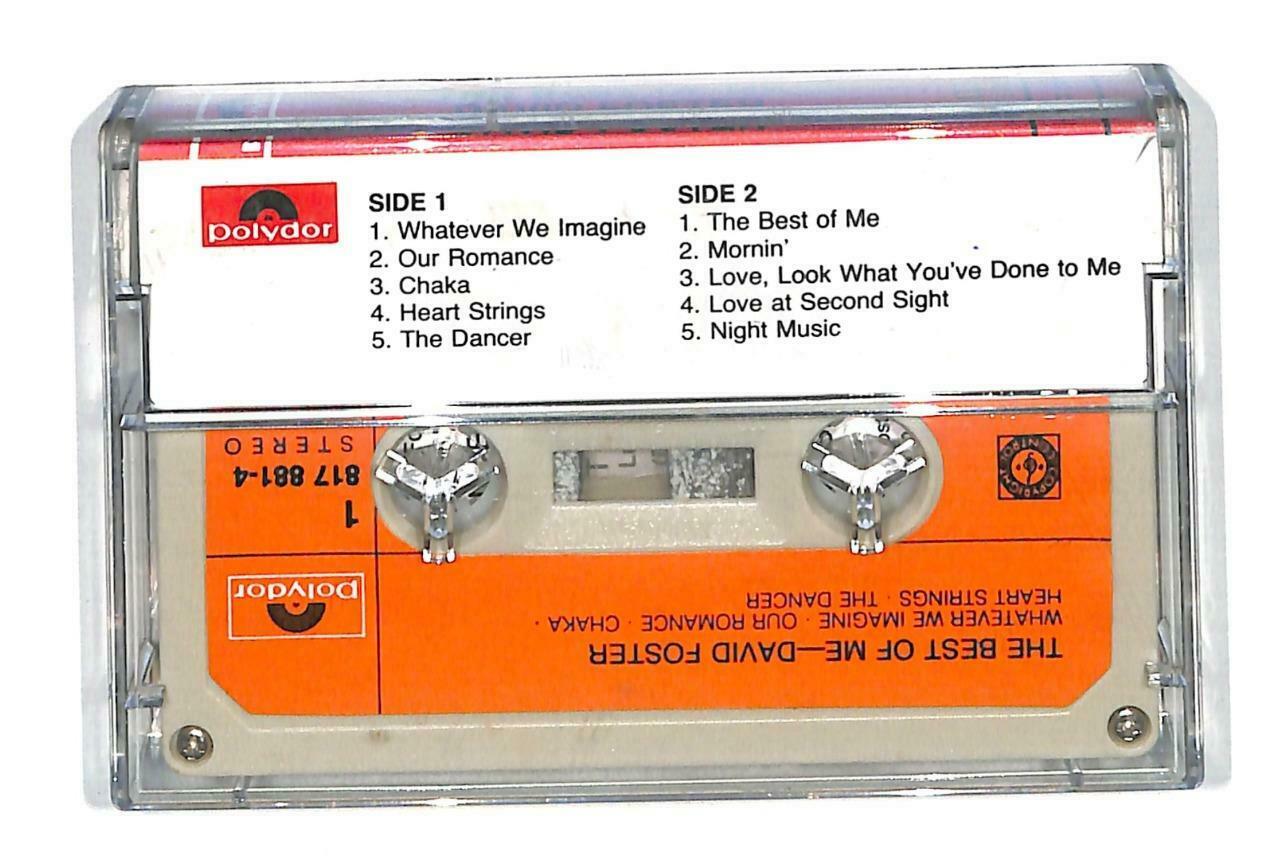 polydor
SIDE 1
1. Whatever We Imagine
2. Our Romance
3. Chaka
4. Heart Strings
5. The Dancer
SIDE 2
1. The Best of Me
2. Mornin'
3. Love, Look What You've Done to Me
4. Love at Second Sight
5. Night Music
THE BEST OF ME—DAVID FOSTER
WHATEVER WE IMAGINE · OUR ROMANCE · CHAKA ·
HEART STRINGS · THE DANCER
polydor
1
817 881-4
STEREO